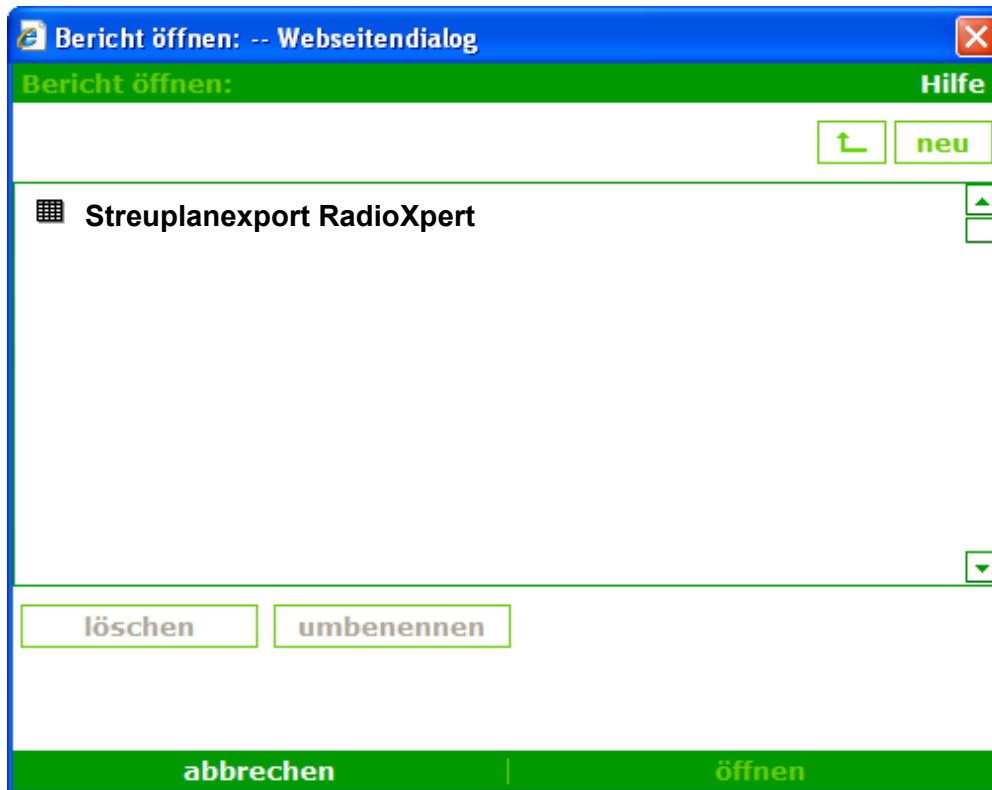 Bericht öffnen: -- Webseitendialog
Bericht öffnen: Hilfe
neu
Streuplanexport RadioXpert
löschen umbenennen
abbrechen öffnen